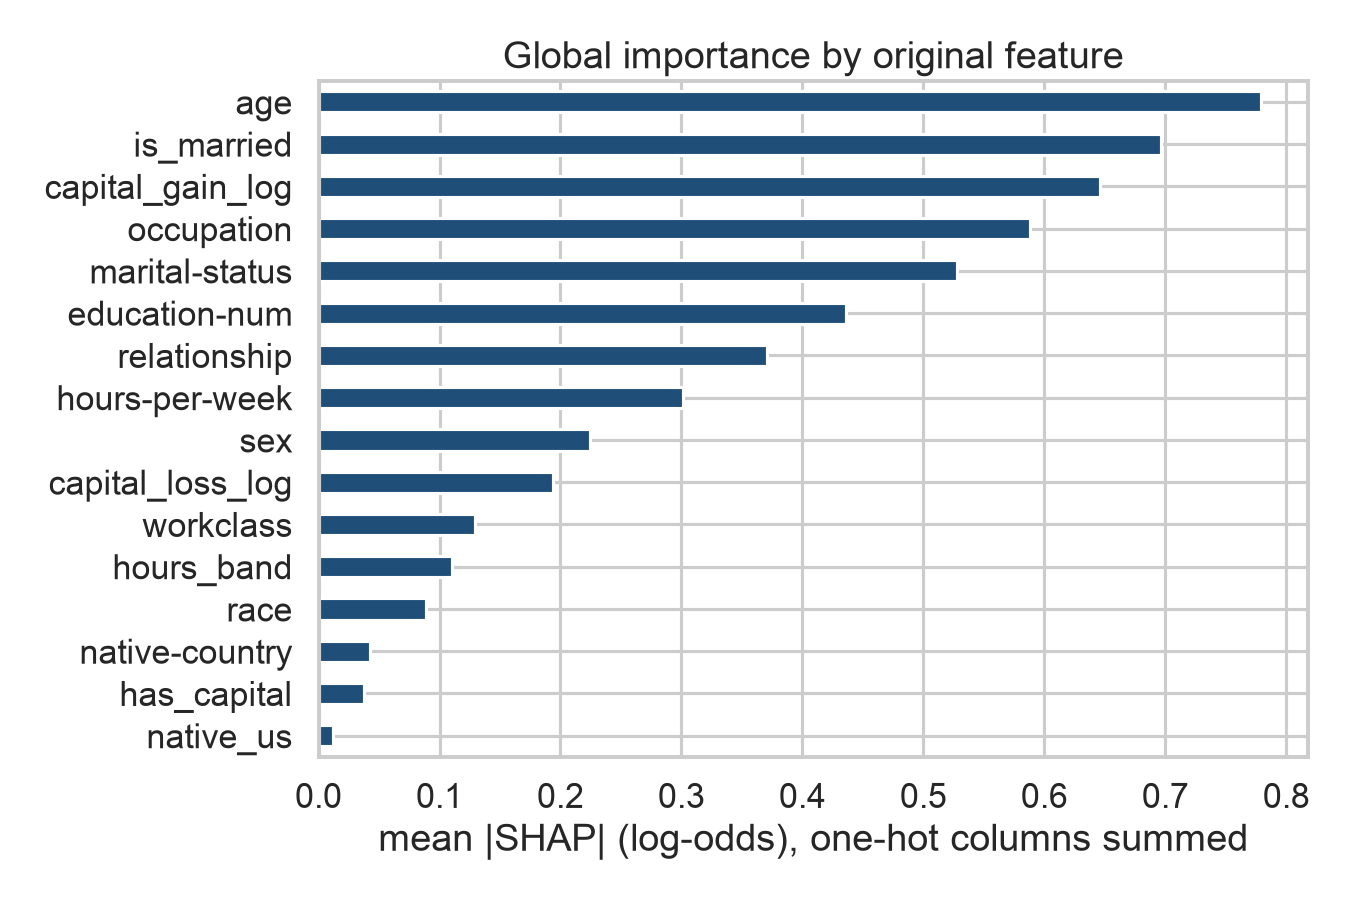 Global importance by original feature
age
is_married
capital_gain_log
occupation
marital-status
education-num
relationship
hours-per-week
sex
capital_loss_log
workclass
hours_band
race
native-country
has_capital
native_us
0.0 0.1 0.2 0.3 0.4 0.5 0.6 0.7 0.8
mean |SHAP| (log-odds), one-hot columns summed